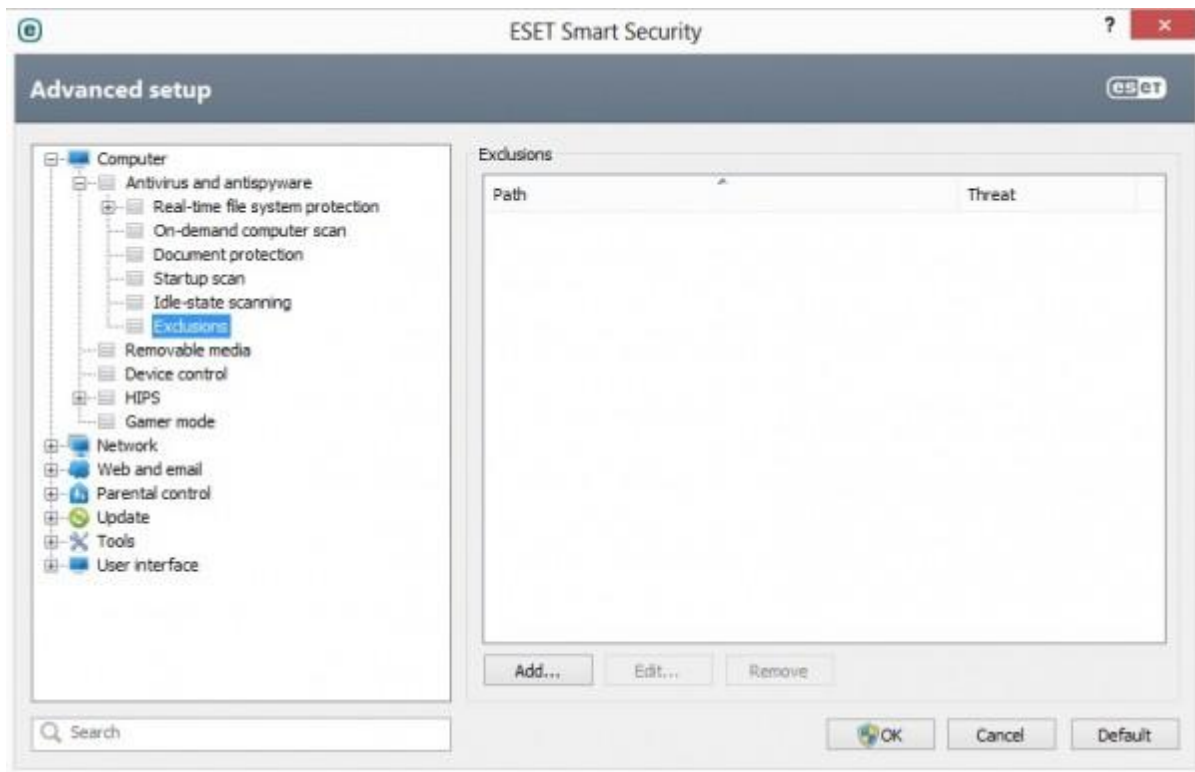 ESET Smart Security
?
Advanced setup
eseT
Computer
Antivirus and antispyware
Real-time file system protection
On-demand computer scan
Document protection
Startup scan
Idle-state scanning
Exclusions
Removable media
Device control
HIPS
Gamer mode
Network
Web and email
Parental control
Update
Tools
User interface
Search
Exclusions
Path Threat
Add... Edit... Remove
OK Cancel Default